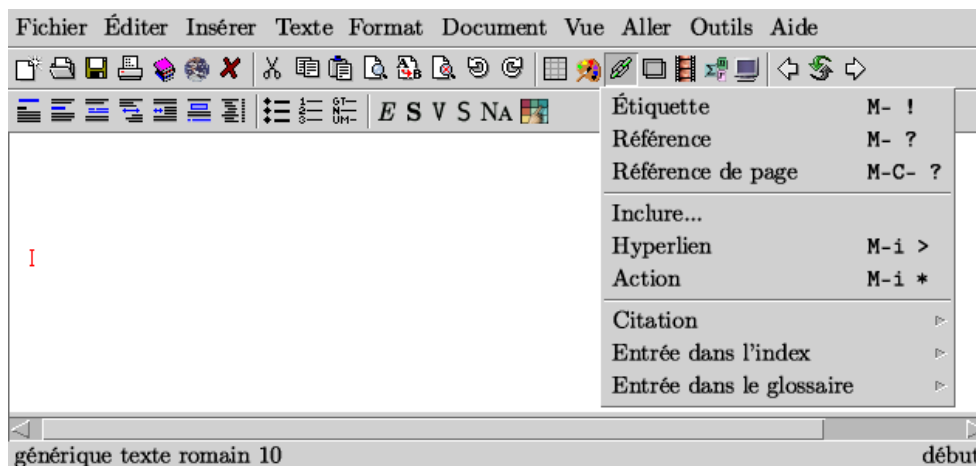 Fichier Éditer Insérer Texte Format Document Vue Aller Outils Aide
E S V S NA
Étiquette M- !
Référence M- ?
Référence de page M-C- ?
Inclure...
Hyperlien M-i >
Action M-i *
Citation
Entrée dans l'index
Entrée dans le glossaire
générique texte romain 10 début